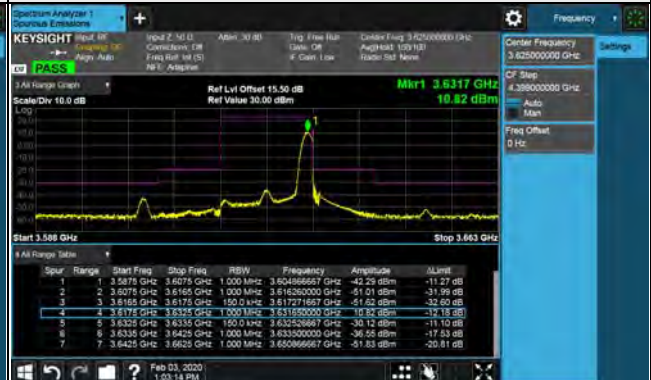 Spectrum Analyzer 1
Spurious Emissions
Frequency
KEYSIGHT Input: RF
Coupling: DC
Align: Auto
Input Z: 50 Ω
Corrections: Off
Freq Ref: Int (S)
NFE: Adaptive
Atten: 30 dB
Trig: Free Run
Gate: Off
IF Gain: Low
Center Freq: 3.625000000 GHz
Avg|Hold: 100/100
Radio Std: None
PASS
Center Frequency
3.625000000 GHz
Settings
CF Step
4.399000000 GHz
Auto
Man
Freq Offset
0 Hz
3 All Range Graph
Scale/Div 10.0 dB
Ref Lvl Offset 15.50 dB
Ref Value 30.00 dBm
Mkr1 3.6317 GHz
10.82 dBm
Log
1
Start 3.588 GHz
Stop 3.663 GHz
All Range Table
Spur Range Start Freq Stop Freq RBW Frequency Amplitude ΔLimit
1 1 3.5875 GHz 3.6075 GHz 1.000 MHz 3.604866667 GHz -42.29 dBm -11.27 dB
2 2 3.6075 GHz 3.6165 GHz 1.000 MHz 3.616260000 GHz -51.01 dBm -31.99 dB
3 3 3.6165 GHz 3.6175 GHz 150.0 kHz 3.617271667 GHz -51.62 dBm -32.60 dB
4 4 3.6175 GHz 3.6325 GHz 1.000 MHz 3.631650000 GHz 10.82 dBm -12.18 dB
5 5 3.6325 GHz 3.6335 GHz 150.0 kHz 3.632526667 GHz -30.12 dBm -11.10 dB
6 6 3.6335 GHz 3.6425 GHz 1.000 MHz 3.633500000 GHz -36.55 dBm -17.53 dB
7 7 3.6425 GHz 3.6625 GHz 1.000 MHz 3.650866667 GHz -51.83 dBm -20.81 dB
?
Feb 03, 2020
1:03:14 PM